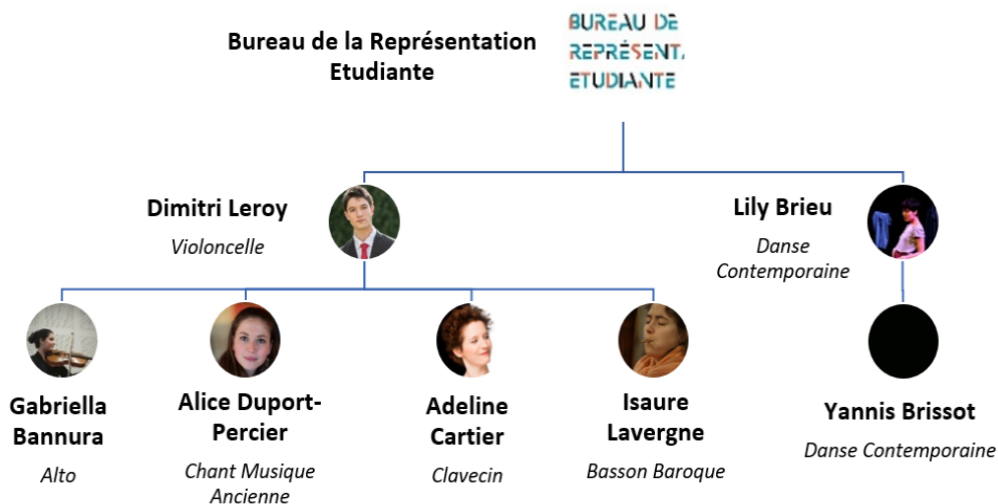 Bureau de la Représentation
Etudiante
BUREAU DE
REPRÉSENT
ETUDIANTE
Dimitri Leroy
Violoncelle
Lily Brieu
Danse
Contemporaine
Gabriella
Bannura
Alto
Alice Duport-
Percier
Chant Musique
Ancienne
Adeline
Cartier
Clavecin
Isaure
Lavergne
Basson Baroque
Yannis Brissot
Danse Contemporaine